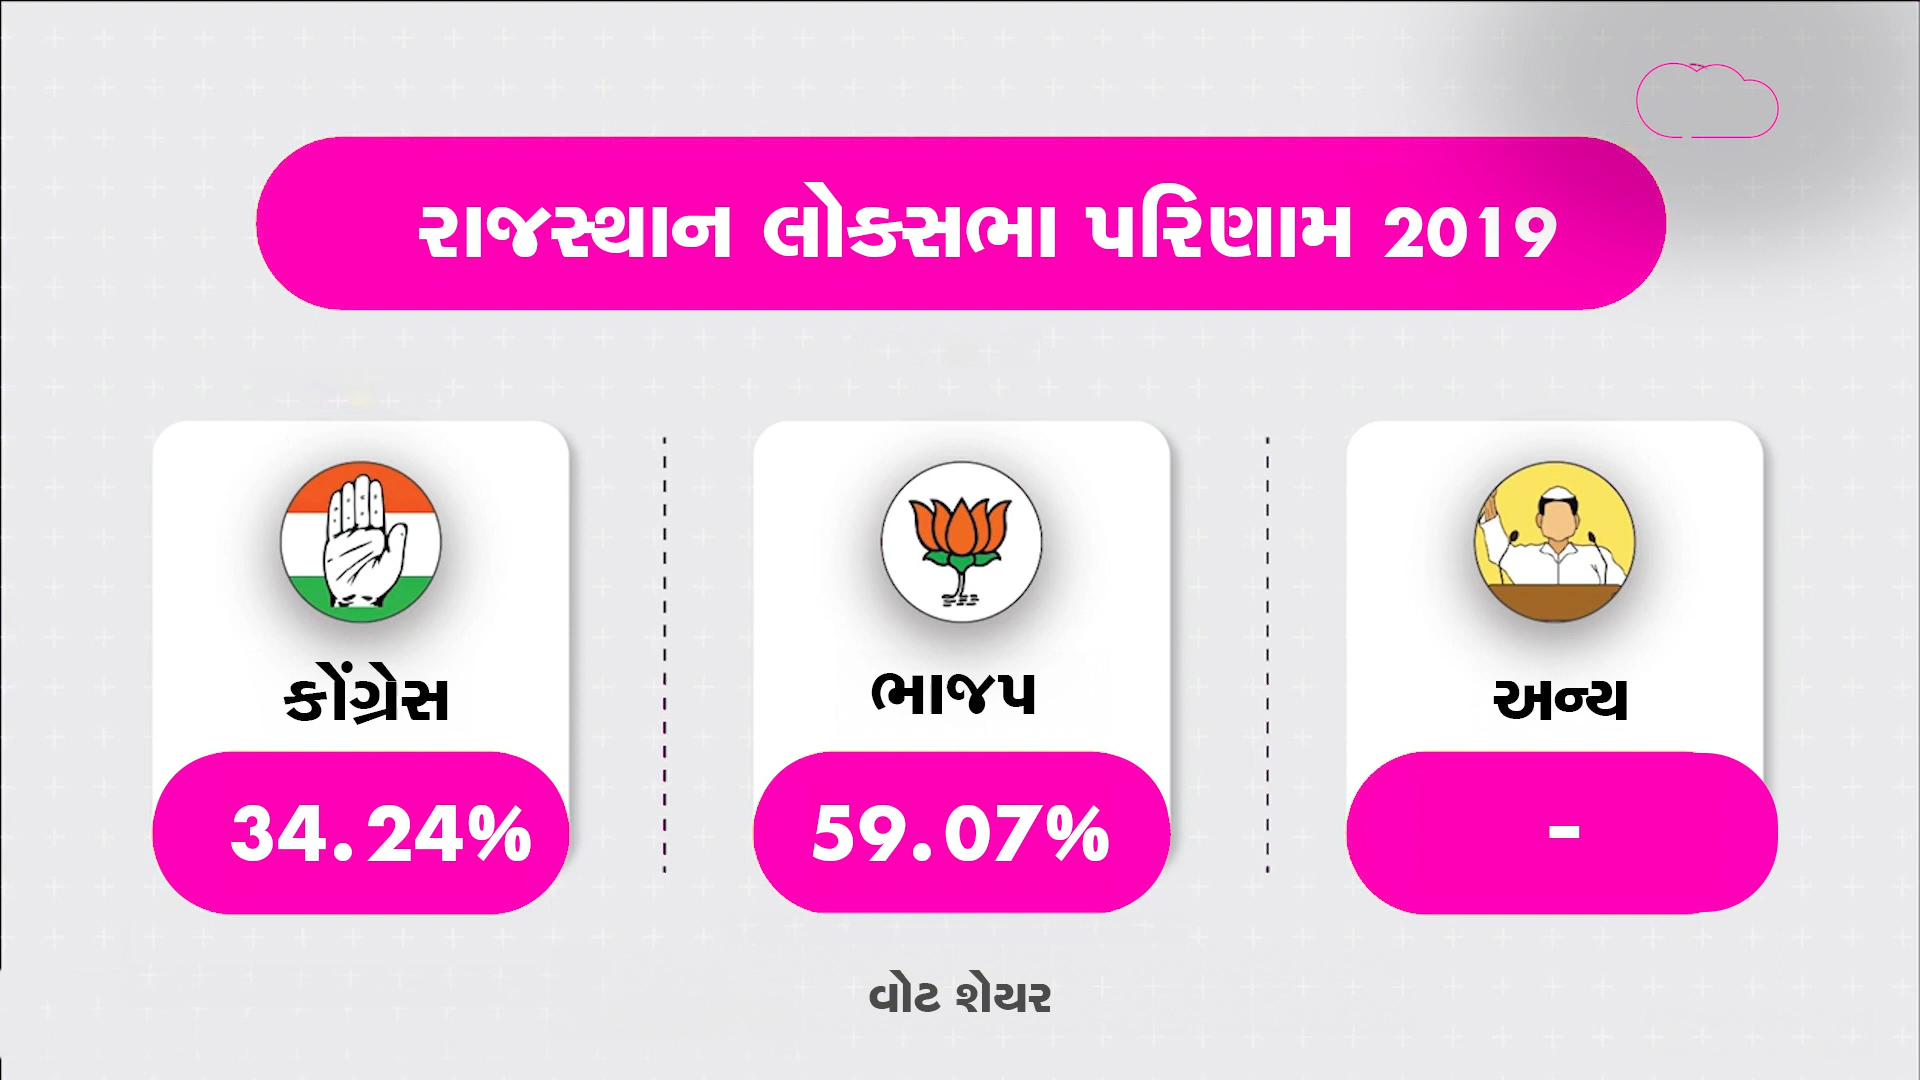 રાજસ્થાન લોકસભા પરિણામ 2019
કોંગ્રેસ
34.24%
ભાજપ
59.07%
અન્ય
-
વોટ શેયર